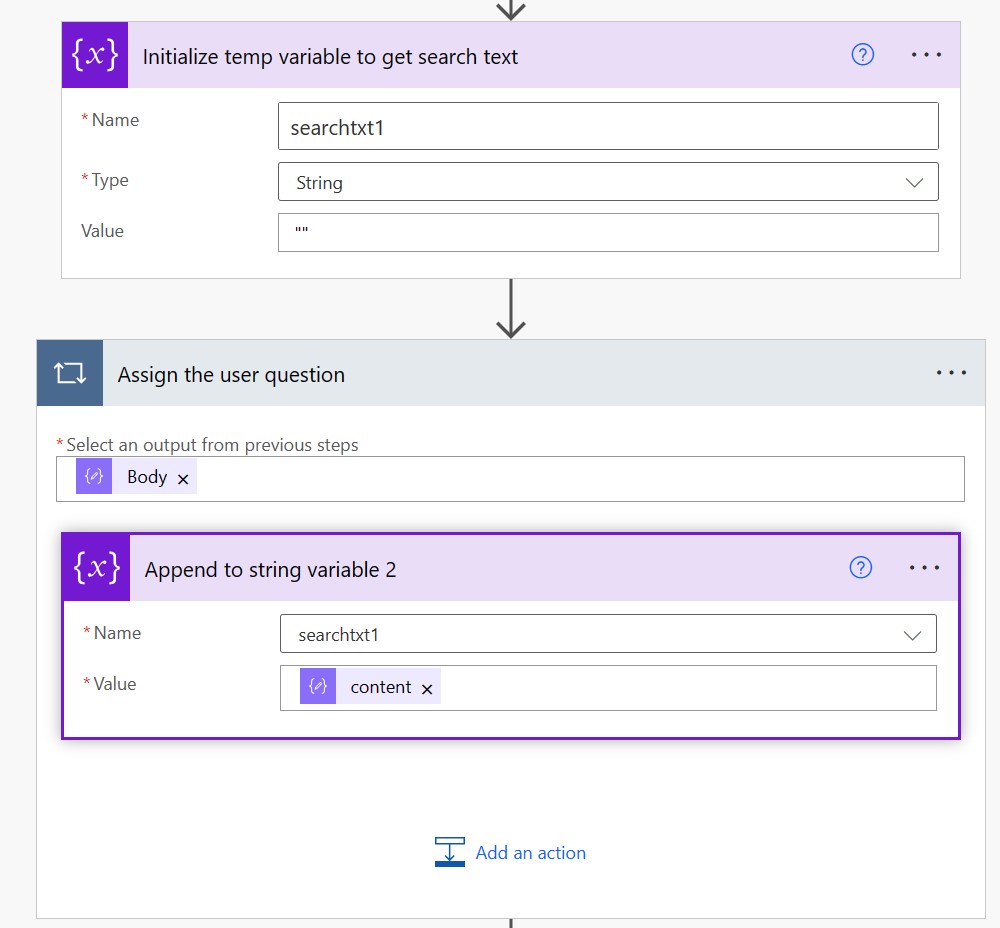 {x} Initialize temp variable to get search text ? ...
* Name searchtxt1
* Type String
Value ""
Assign the user question ...
* Select an output from previous steps
Body ×
{x} Append to string variable 2 ? ...
* Name searchtxt1
* Value content ×
Add an action